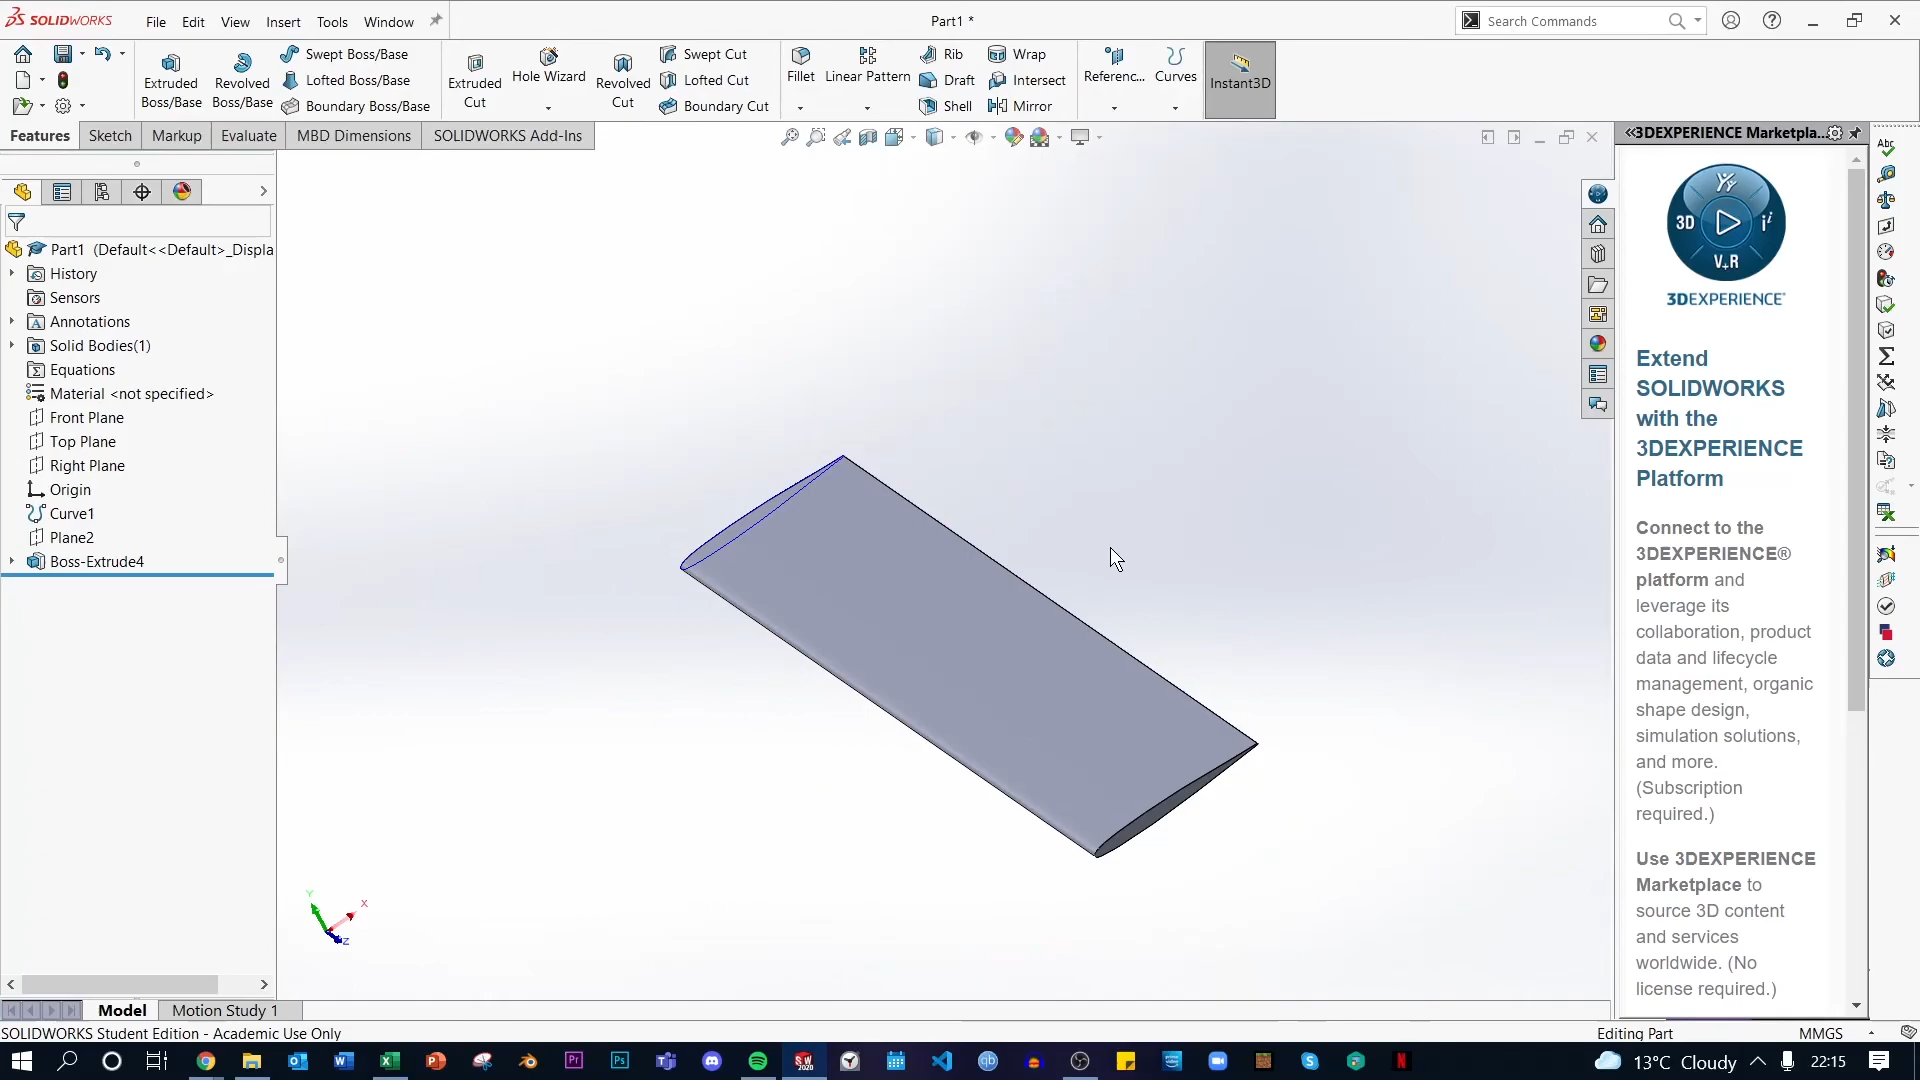 SOLIDWORKS File Edit View Insert Tools Window Part1 * Search Commands
Extruded Boss/Base
Revolved Boss/Base
Swept Boss/Base
Lofted Boss/Base
Boundary Boss/Base
Extruded Cut
Hole Wizard
Revolved Cut
Swept Cut
Lofted Cut
Boundary Cut
Fillet
Linear Pattern
Rib
Draft
Shell
Wrap
Intersect
Mirror
Referenc...
Curves
Instant3D
Features Sketch Markup Evaluate MBD Dimensions SOLIDWORKS Add-Ins
Part1 (Default<<Default>_Displa
History
Sensors
Annotations
Solid Bodies(1)
Equations
Material <not specified>
Front Plane
Top Plane
Right Plane
Origin
Curve1
Plane2
Boss-Extrude4
Y
X
Z
3DEXPERIENCE Marketpla...
3D
V+R
3DEXPERIENCE®
Extend
SOLIDWORKS
with the
3DEXPERIENCE
Platform
Connect to the
3DEXPERIENCE®
platform and
leverage its
collaboration, product
data and lifecycle
management, organic
shape design,
simulation solutions,
and more.
(Subscription
required.)
Use 3DEXPERIENCE
Marketplace to
source 3D content
and services
worldwide. (No
license required.)
Abc
Model Motion Study 1
SOLIDWORKS Student Edition - Academic Use Only Editing Part MMGS
13°C Cloudy 22:15